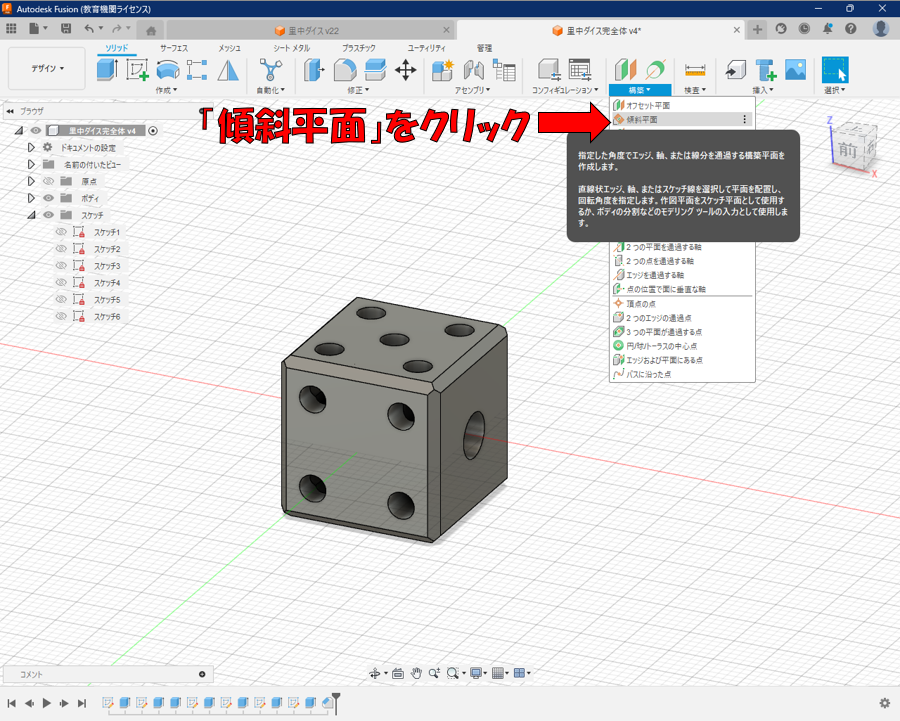 Autodesk Fusion (教育機関ライセンス)
里中ダイス v22
里中ダイス完全体 v4*
デザイン
ソリッド
サーフェス
メッシュ
シート メタル
プラスチック
ユーティリティ
管理
作成
自動化
修正
アセンブリ
コンフィギュレーション
構築
検査
挿入
選択
オフセット平面
傾斜平面
「傾斜平面」をクリック
指定した角度でエッジ、軸、または線分を通過する構築平面を
作成します。
直線状エッジ、軸、またはスケッチ線を選択して平面を配置し、
回転角度を指定します。作図平面をスケッチ平面として使用す
るか、ボディの分割などのモデリング ツールの入力として使用しま
す。
Z
前
X
ブラウザ
里中ダイス完全体 v4
ドキュメントの設定
名前の付いたビュー
原点
ボディ
スケッチ
スケッチ1
スケッチ2
スケッチ3
スケッチ4
スケッチ5
スケッチ6
2 つの平面を通過する軸
2 つの点を通過する軸
エッジを通過する軸
点の位置で面に垂直な軸
頂点の点
2 つのエッジの通過点
3 つの平面が通過する点
円/球/トーラスの中心点
エッジおよび平面にある点
パスに沿った点
コメント